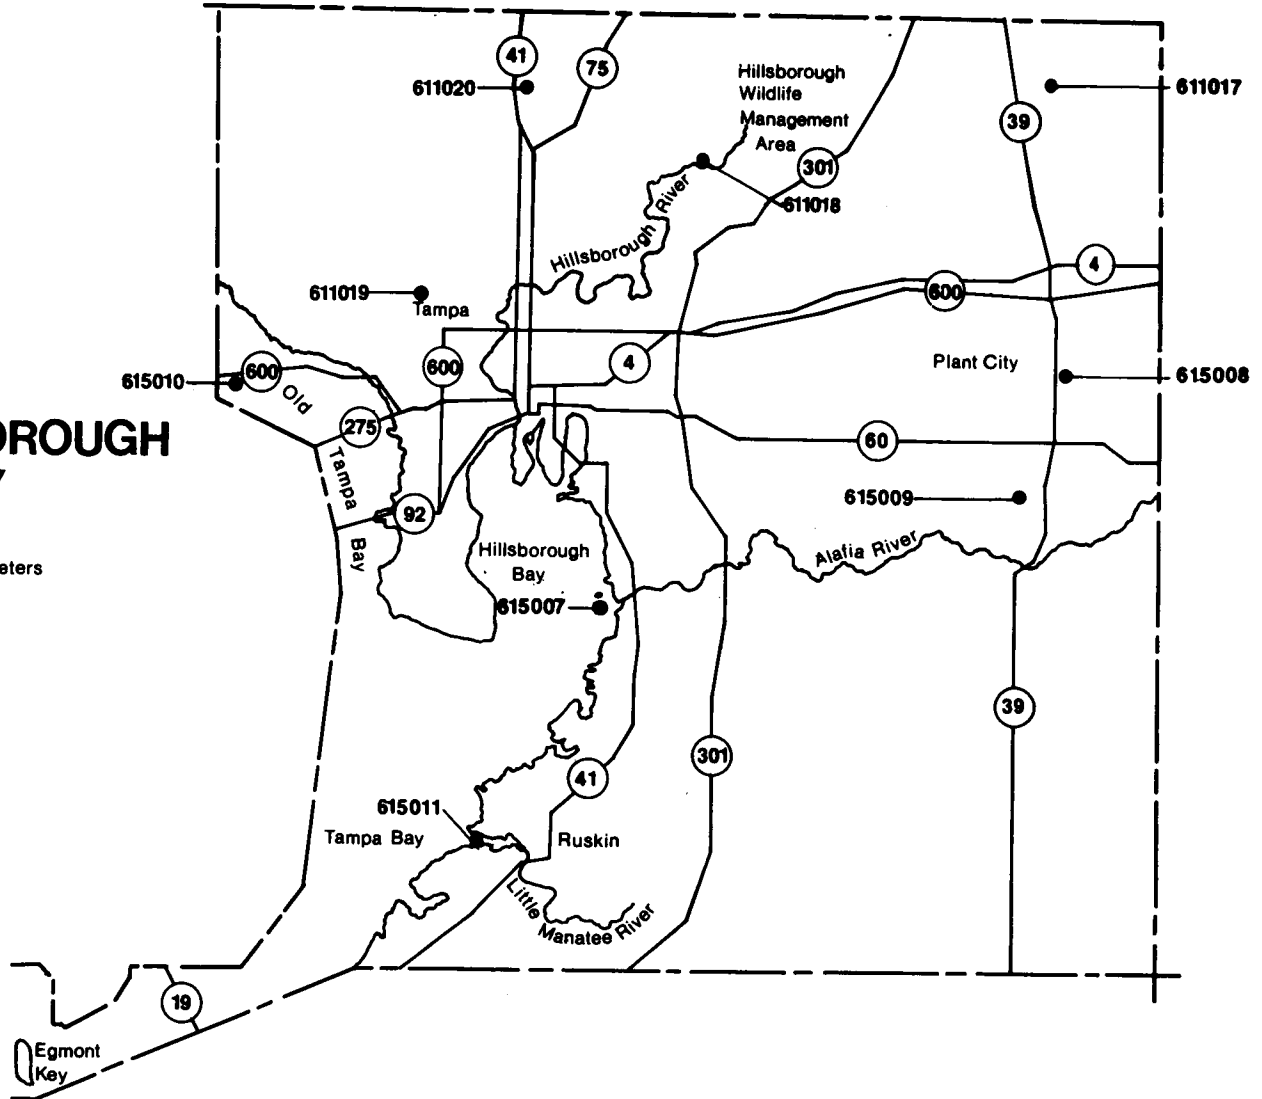 41
75
611020
Hillsborough
Wildlife
Management
Area
611017
39
301
611018
Hillsborough River
4
600
611019
Tampa
600
4
Plant City
615010
600
Old
Tampa
Bay
275
615008
OROUGH
60
92
615009
Hillsborough
Bay
Alafia River
eters
615007
39
301
41
615011
Tampa Bay
Ruskin
Little Manatee River
19
Egmont
Key